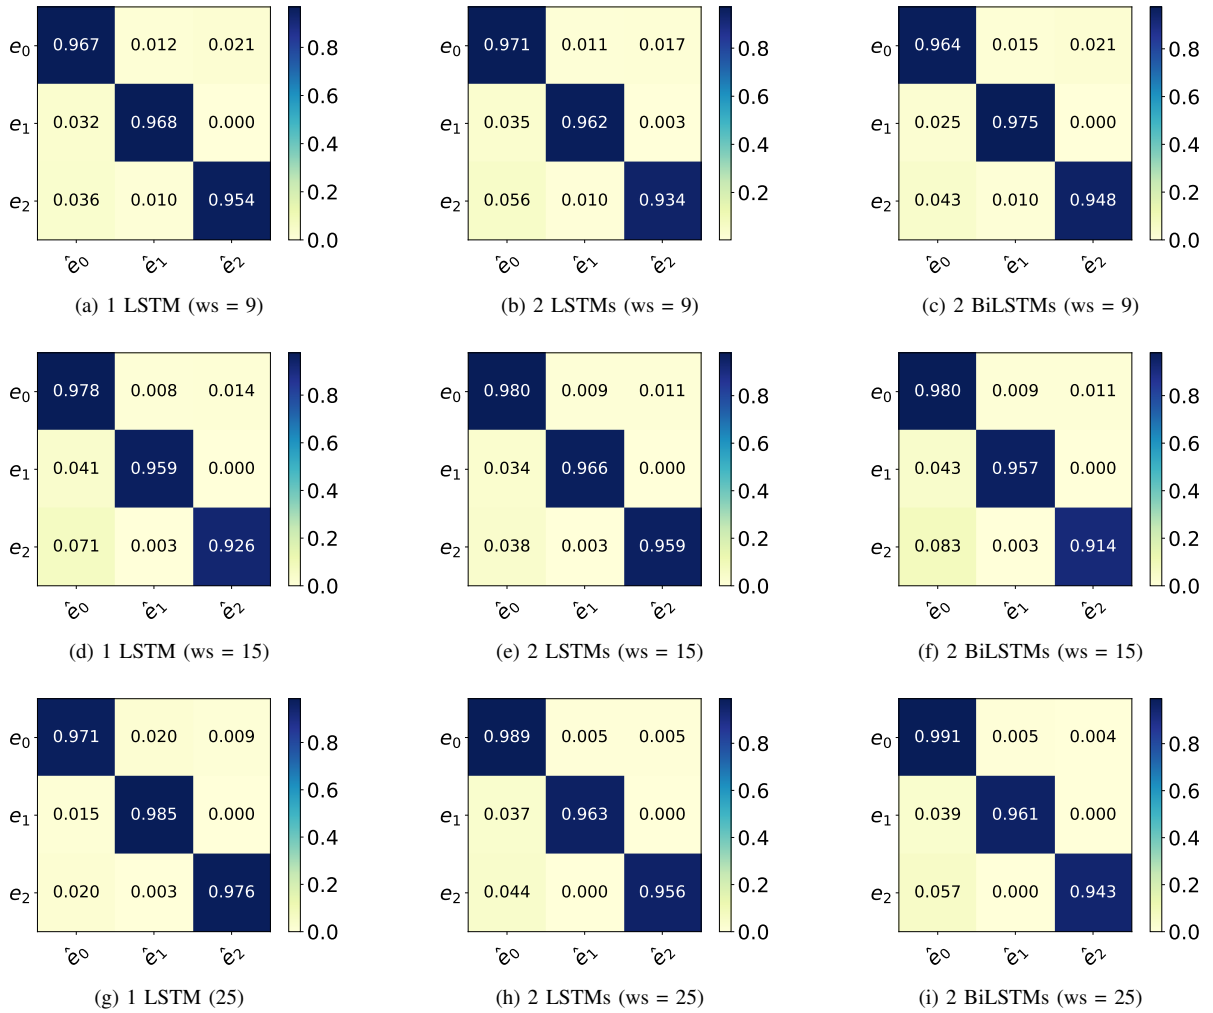 e0 0.967 0.012 0.021 0.8
e1 0.032 0.968 0.000 0.6
0.4
e2 0.036 0.010 0.954 0.2
0.0
ê0 ê1 ê2
(a) 1 LSTM (ws = 9)
e0 0.971 0.011 0.017 0.8
e1 0.035 0.962 0.003 0.6
0.4
e2 0.056 0.010 0.934 0.2
ê0 ê1 ê2
(b) 2 LSTMs (ws = 9)
e0 0.964 0.015 0.021 0.8
e1 0.025 0.975 0.000 0.6
0.4
e2 0.043 0.010 0.948 0.2
0.0
ê0 ê1 ê2
(c) 2 BiLSTMs (ws = 9)
e0 0.978 0.008 0.014 0.8
e1 0.041 0.959 0.000 0.6
0.4
e2 0.071 0.003 0.926 0.2
0.0
ê0 ê1 ê2
(d) 1 LSTM (ws = 15)
e0 0.980 0.009 0.011 0.8
e1 0.034 0.966 0.000 0.6
0.4
e2 0.038 0.003 0.959 0.2
0.0
ê0 ê1 ê2
(e) 2 LSTMs (ws = 15)
e0 0.980 0.009 0.011 0.8
e1 0.043 0.957 0.000 0.6
0.4
e2 0.083 0.003 0.914 0.2
0.0
ê0 ê1 ê2
(f) 2 BiLSTMs (ws = 15)
e0 0.971 0.020 0.009 0.8
e1 0.015 0.985 0.000 0.6
0.4
e2 0.020 0.003 0.976 0.2
0.0
ê0 ê1 ê2
(g) 1 LSTM (25)
e0 0.989 0.005 0.005 0.8
e1 0.037 0.963 0.000 0.6
0.4
e2 0.044 0.000 0.956 0.2
0.0
ê0 ê1 ê2
(h) 2 LSTMs (ws = 25)
e0 0.991 0.005 0.004 0.8
e1 0.039 0.961 0.000 0.6
0.4
e2 0.057 0.000 0.943 0.2
0.0
ê0 ê1 ê2
(i) 2 BiLSTMs (ws = 25)